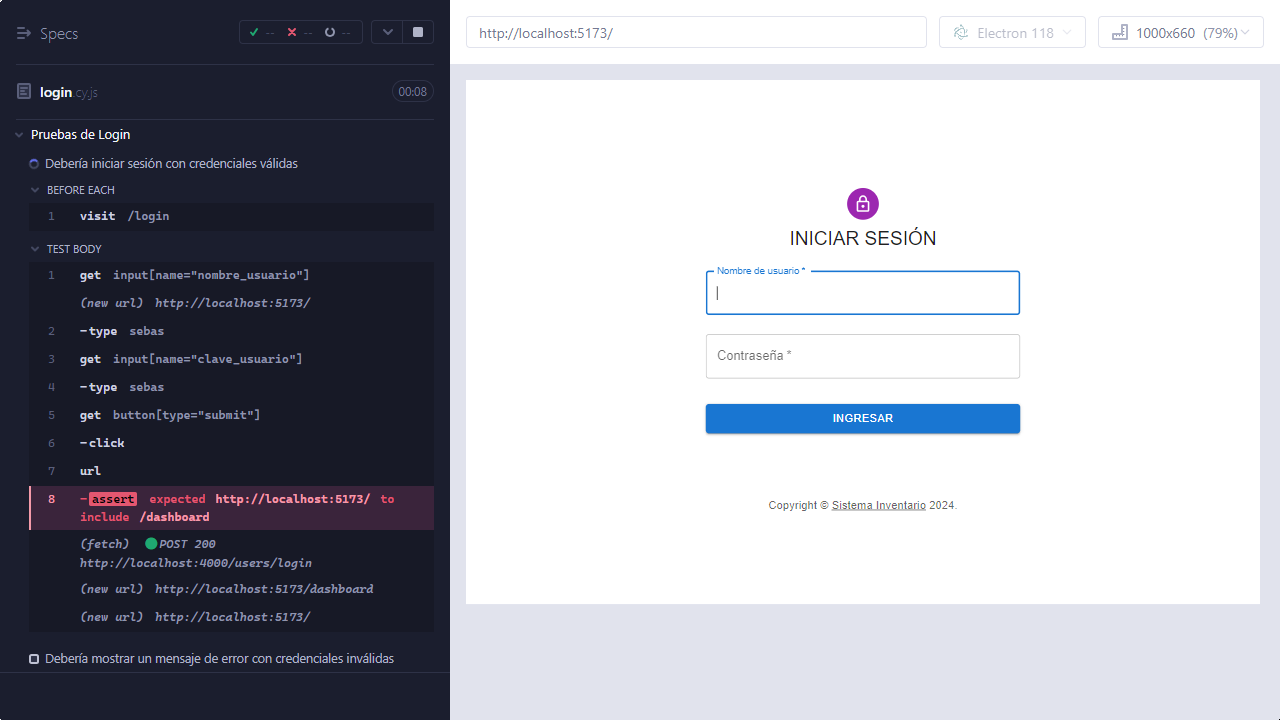 Specs
-- -- --
login.cy.js 00:08
Pruebas de Login
Debería iniciar sesión con credenciales válidas
BEFORE EACH
1 visit /login
TEST BODY
1 get input[name="nombre_usuario"]
(new url) http://localhost:5173/
2 -type sebas
3 get input[name="clave_usuario"]
4 -type sebas
5 get button[type="submit"]
6 -click
7 url
8 -assert expected http://localhost:5173/ to
include /dashboard
(fetch) POST 200
http://localhost:4000/users/login
(new url) http://localhost:5173/dashboard
(new url) http://localhost:5173/
Debería mostrar un mensaje de error con credenciales inválidas
http://localhost:5173/
Electron 118
1000x660 (79%)
INICIAR SESIÓN
Nombre de usuario *
Contraseña *
INGRESAR
Copyright © Sistema Inventario 2024.